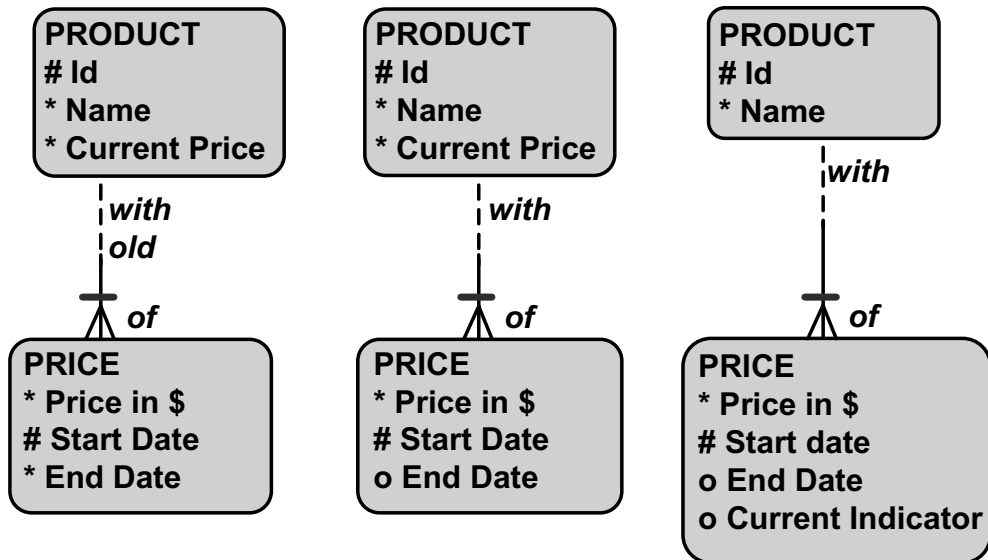 PRODUCT
# Id
* Name
* Current Price
with
old
of
PRICE
* Price in $
# Start Date
* End Date
PRODUCT
# Id
* Name
* Current Price
with
of
PRICE
* Price in $
# Start Date
o End Date
PRODUCT
# Id
* Name
with
of
PRICE
* Price in $
# Start date
o End Date
o Current Indicator